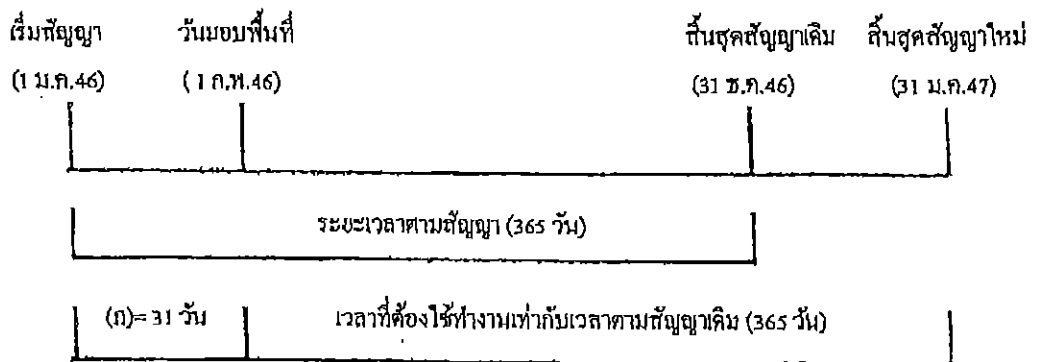 เริ่มสัญญา วันมอบพื้นที่ สิ้นสุดสัญญาเดิม สิ้นสุดสัญญาใหม่
(1 ม.ค.46) ( 1 ก.พ.46) (31 ธ.ค.46) (31 ม.ค.47)
ระยะเวลาตามสัญญา (365 วัน)
(ก)= 31 วัน เวลาที่ต้องใช้ทำงานเท่ากับเวลาตามสัญญาเดิม (365 วัน)